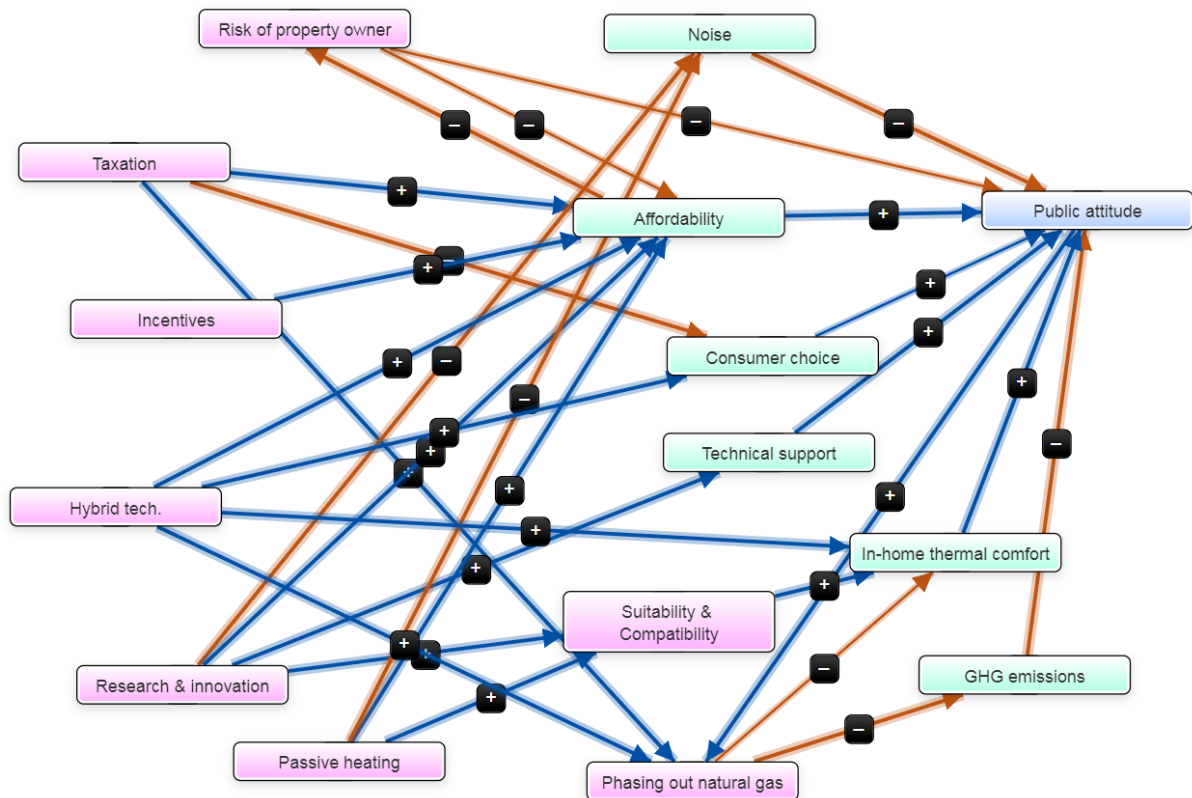 Risk of property owner
Noise
−
−
−
−
Taxation
+
Affordability
+
Public attitude
−
+
+
Incentives
Consumer choice
+
+
−
+
−
−
+
+
Technical support
+
+
+
Hybrid tech.
+
In-home thermal comfort
+
+
Suitability &
Compatibility
+
+
−
Research & innovation
GHG emissions
+
−
Passive heating
Phasing out natural gas